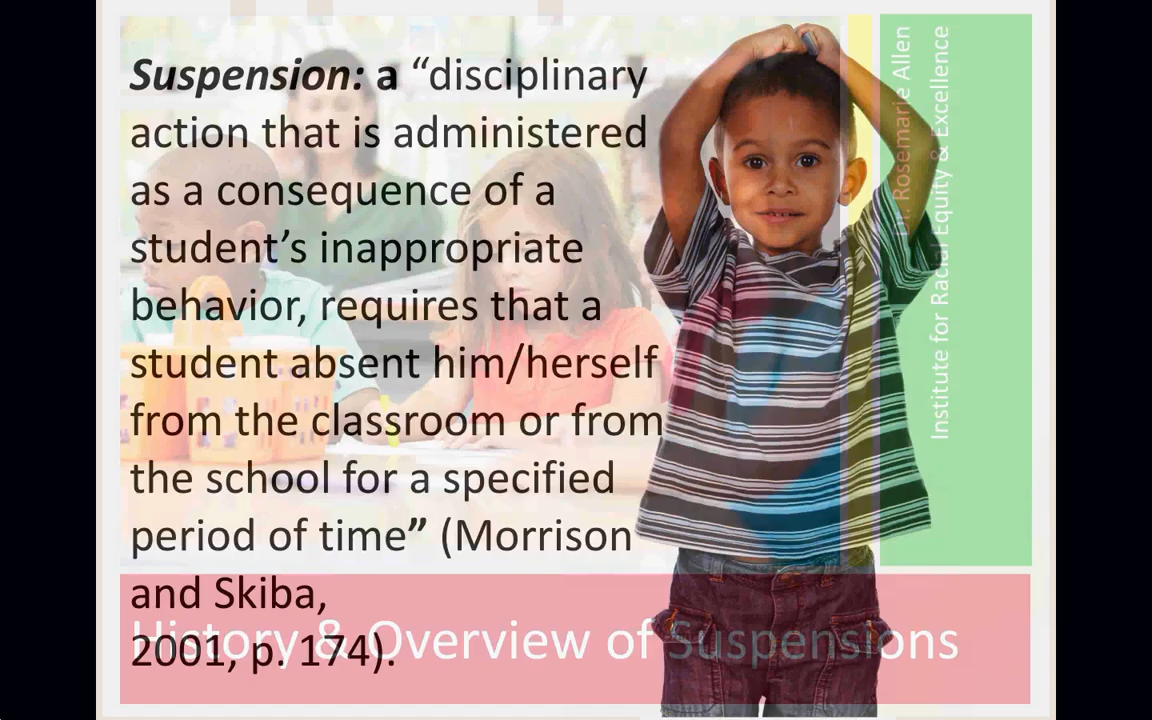 Suspension: a “disciplinary
action that is administered
as a consequence of a
student’s inappropriate
behavior, requires that a
student absent him/herself
from the classroom or from
the school for a specified
period of time” (Morrison
and Skiba,
2001, p. 174).
History & Overview of Suspensions
Dr. Rosemarie Allen
Institute for Racial Equity & Excellence